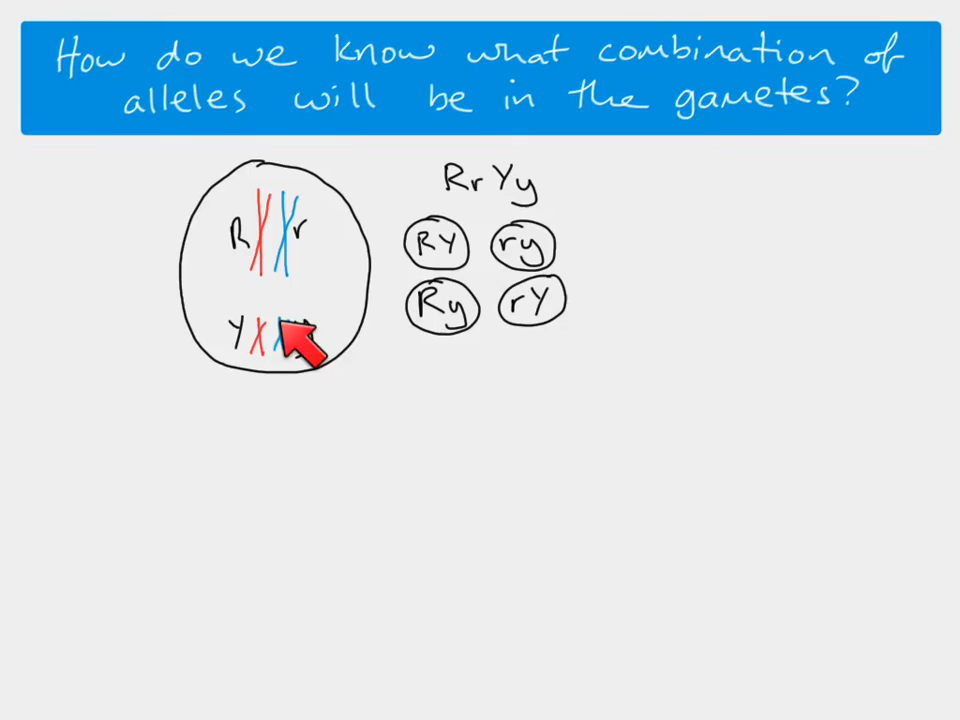 How do we know what combination of
alleles will be in the gametes?
RrYy
R r
RY ry
Ry rY
Y